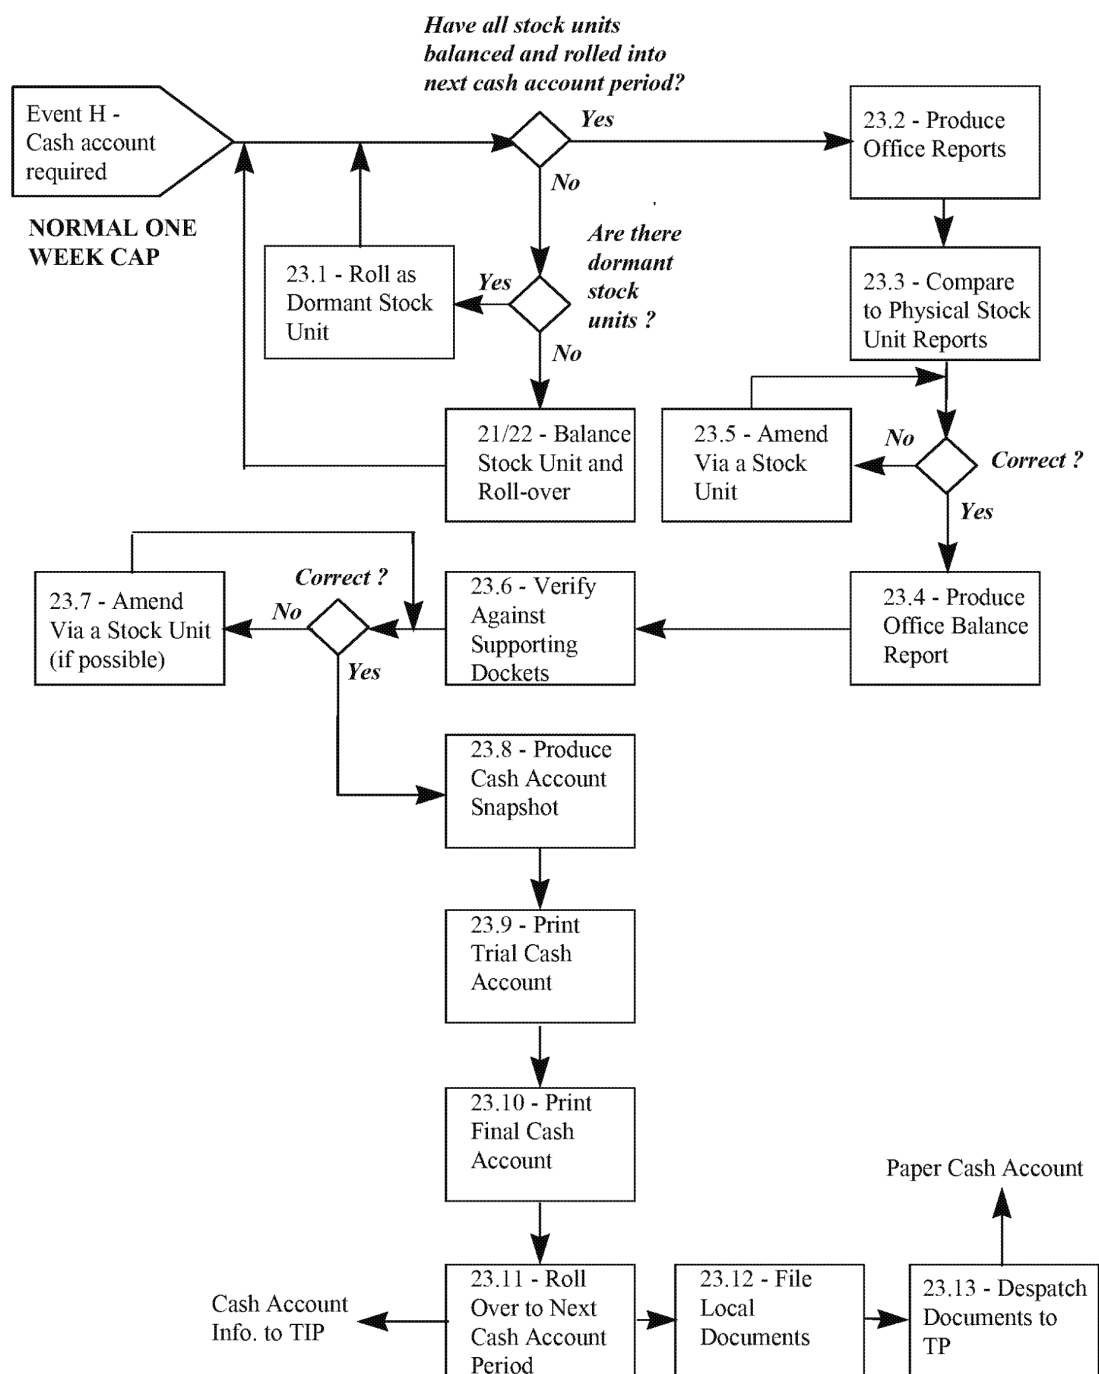 Have all stock units
balanced and rolled into
next cash account period?
Event H -
Cash account
required
Yes
23.2 - Produce
Office Reports
No
NORMAL ONE
WEEK CAP
Are there
dormant
stock
units ?
23.1 - Roll as
Dormant Stock
Unit
Yes
23.3 - Compare
to Physical Stock
Unit Reports
No
21/22 - Balance
Stock Unit and
Roll-over
23.5 - Amend
Via a Stock
Unit
No
Correct ?
Yes
23.7 - Amend
Via a Stock Unit
(if possible)
Correct ?
No
Yes
23.6 - Verify
Against
Supporting
Dockets
23.4 - Produce
Office Balance
Report
23.8 - Produce
Cash Account
Snapshot
23.9 - Print
Trial Cash
Account
23.10 - Print
Final Cash
Account
Paper Cash Account
Cash Account
Info. to TIP
23.11 - Roll
Over to Next
Cash Account
Period
23.12 - File
Local
Documents
23.13 - Despatch
Documents to
TP